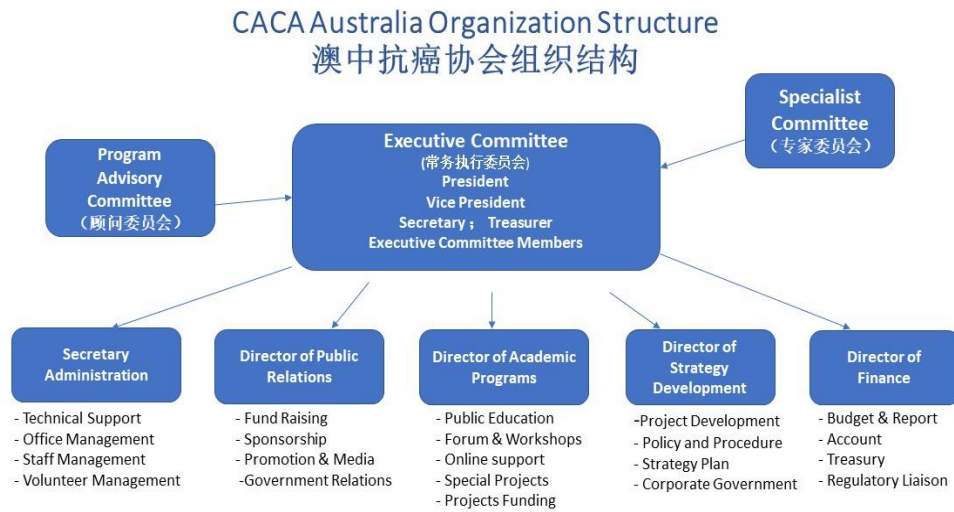 CACA Australia Organization Structure
澳中抗癌协会组织结构
Specialist
Committee
（专家委员会）
Program
Advisory
Committee
（顾问委员会）
Executive Committee
(常务执行委员会)
President
Vice President
Secretary； Treasurer
Executive Committee Members
Secretary
Administration
- Technical Support
- Office Management
- Staff Management
- Volunteer Management
Director of Public
Relations
- Fund Raising
- Sponsorship
- Promotion & Media
-Government Relations
Director of Academic
Programs
- Public Education
- Forum & Workshops
- Online support
- Special Projects
- Projects Funding
Director of
Strategy
Development
-Project Development
- Policy and Procedure
- Strategy Plan
- Corporate Government
Director of
Finance
- Budget & Report
- Account
- Treasury
- Regulatory Liaison